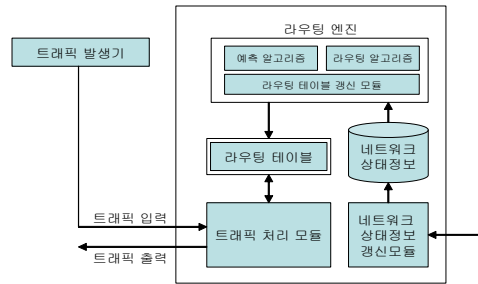 라우팅 엔진
트래픽 발생기
예측 알고리즘
라우팅 알고리즘
라우팅 테이블 갱신 모듈
라우팅 테이블
네트워크
상태정보
트래픽 입력
트래픽 처리 모듈
트래픽 출력
네트워크
상태정보
갱신모듈